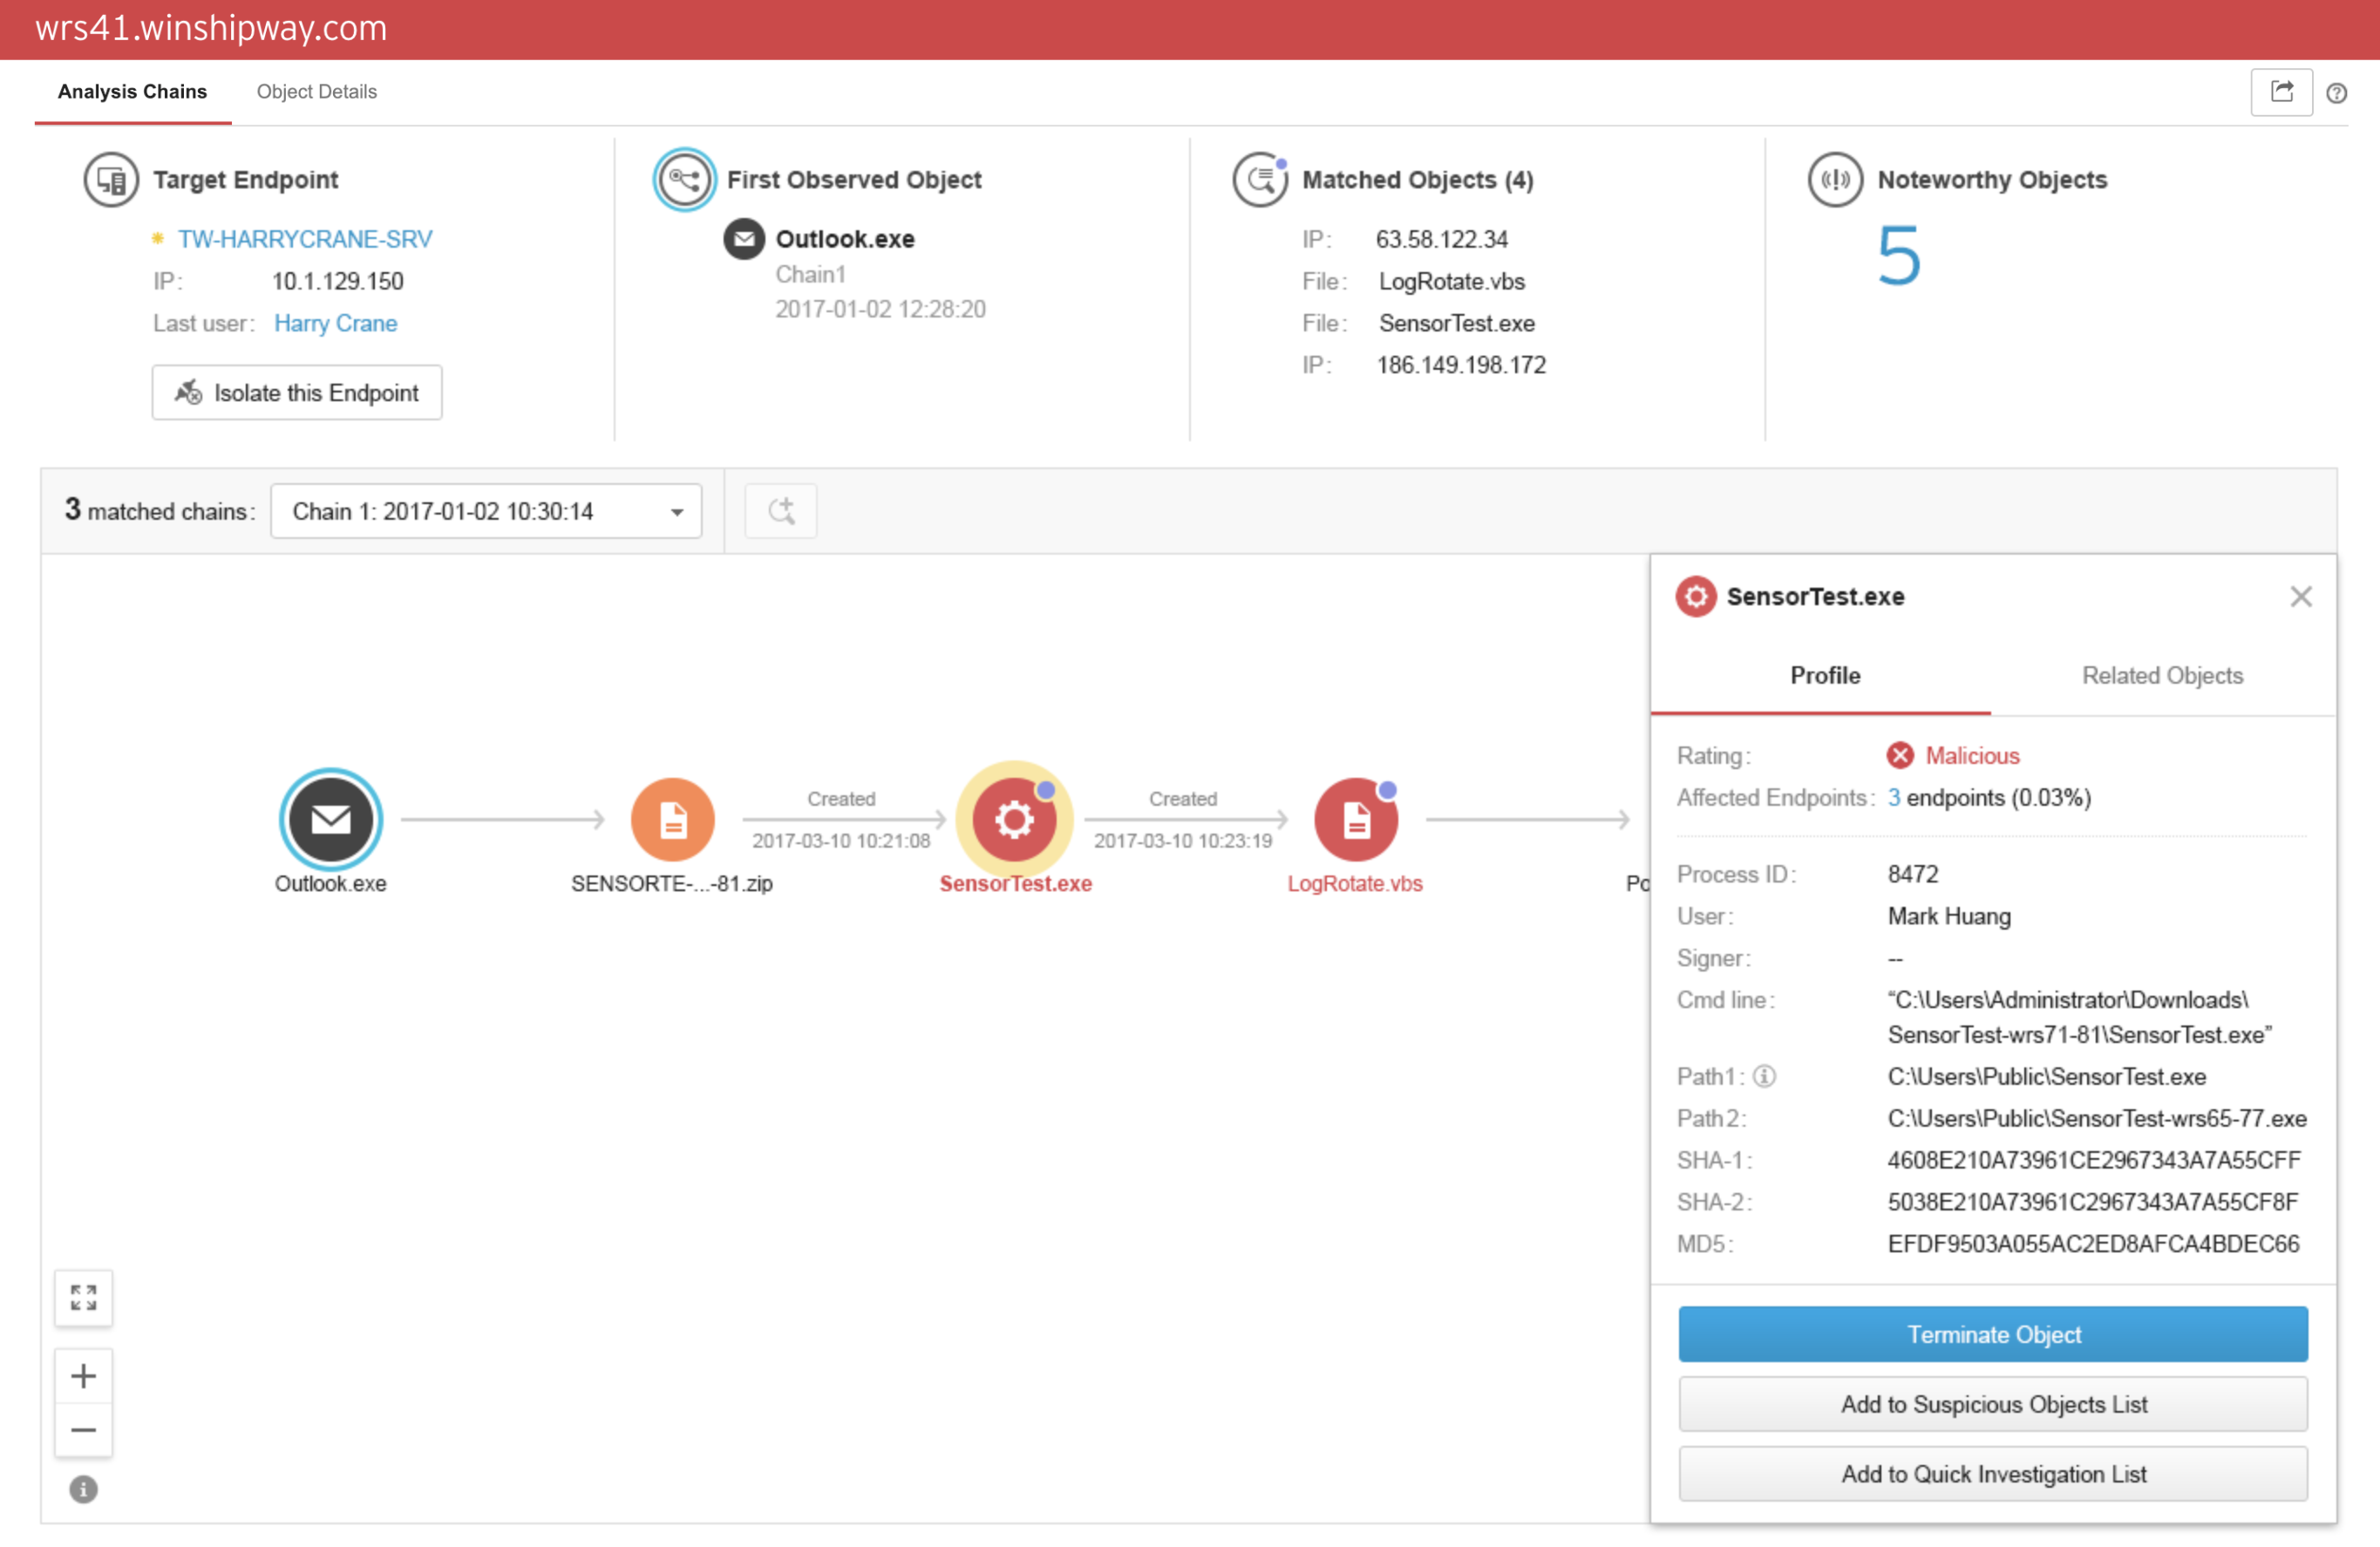 wrs41.winshipway.com
Analysis Chains
Object Details
Target Endpoint
TW-HARRYCRANE-SRV
IP: 10.1.129.150
Last user: Harry Crane
Isolate this Endpoint
First Observed Object
Outlook.exe
Chain1
2017-01-02 12:28:20
Matched Objects (4)
IP: 63.58.122.34
File: LogRotate.vbs
File: SensorTest.exe
IP: 186.149.198.172
Noteworthy Objects
5
3 matched chains: Chain 1: 2017-01-02 10:30:14
Outlook.exe
SENSORTE-...-81.zip
Created
2017-03-10 10:21:08
SensorTest.exe
Created
2017-03-10 10:23:19
LogRotate.vbs
Po
SensorTest.exe
Profile
Related Objects
Rating: Malicious
Affected Endpoints: 3 endpoints (0.03%)
Process ID: 8472
User: Mark Huang
Signer: --
Cmd line: “C:\Users\Administrator\Downloads\
SensorTest-wrs71-81\SensorTest.exe”
Path1: C:\Users\Public\SensorTest.exe
Path2: C:\Users\Public\SensorTest-wrs65-77.exe
SHA-1: 4608E210A73961CE2967343A7A55CFF
SHA-2: 5038E210A73961C2967343A7A55CF8F
MD5: EFDF9503A055AC2ED8AFCA4BDEC66
Terminate Object
Add to Suspicious Objects List
Add to Quick Investigation List